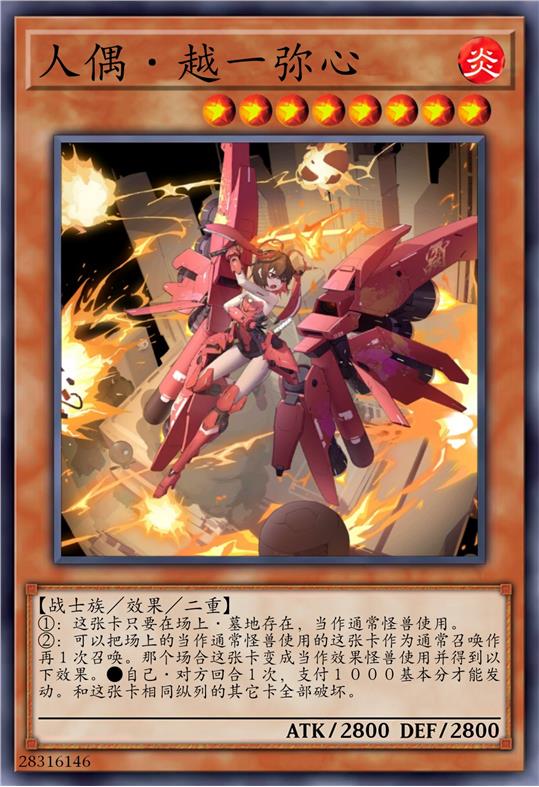 人偶·越一弥心
炎
【战士族／效果／二重】
①：这张卡只要在场上·墓地存在，当作通常怪兽使用。
②：可以把场上的当作通常怪兽使用的这张卡作为通常召唤作
再1次召唤。那个场合这张卡变成当作效果怪兽使用并得到以
下效果。●自己·对方回合1次，支付1000基本分才能发
动。和这张卡相同纵列的其它卡全部破坏。
ATK/2800 DEF/2800
28316146